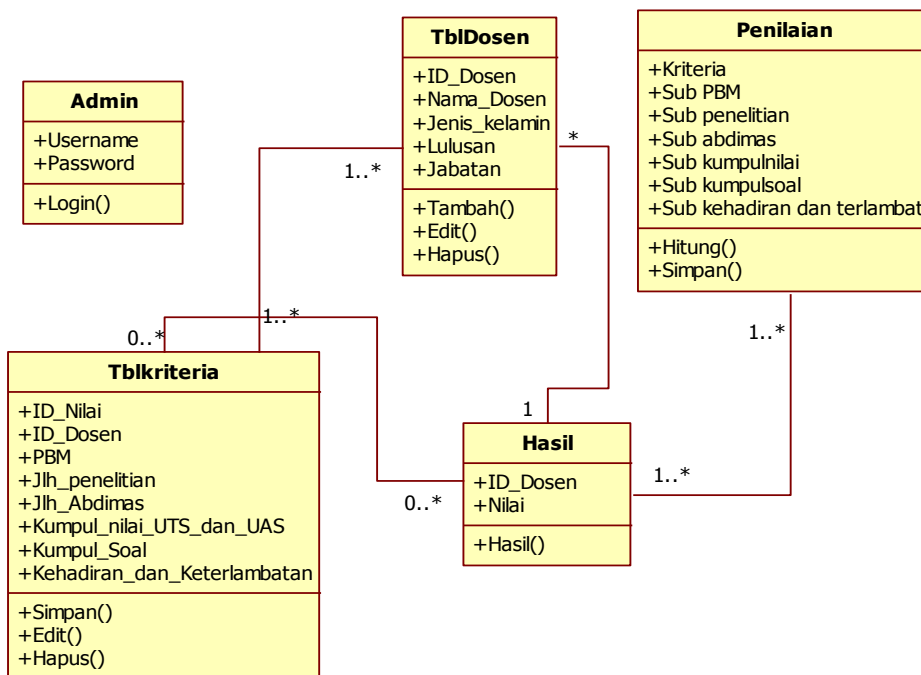 Admin
+Username
+Password
+Login()
TblDosen
+ID_Dosen
+Nama_Dosen
+Jenis_kelamin
+Lulusan
+Jabatan
+Tambah()
+Edit()
+Hapus()
Penilaian
+Kriteria
+Sub PBM
+Sub penelitian
+Sub abdimas
+Sub kumpulnilai
+Sub kumpulsoal
+Sub kehadiran dan terlambat
+Hitung()
+Simpan()
1..*
*
0..*
1..*
1..*
1
1..*
0..*
Tblkriteria
+ID_Nilai
+ID_Dosen
+PBM
+Jlh_penelitian
+Jlh_Abdimas
+Kumpul_nilai_UTS_dan_UAS
+Kumpul_Soal
+Kehadiran_dan_Keterlambatan
+Simpan()
+Edit()
+Hapus()
Hasil
+ID_Dosen
+Nilai
+Hasil()